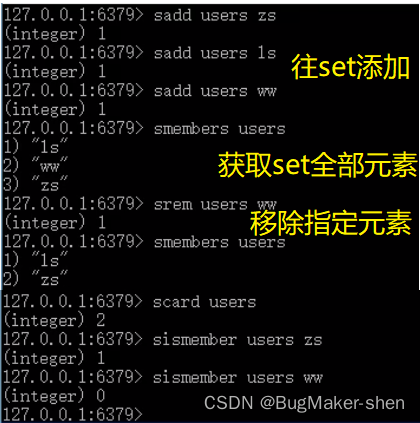 127.0.0.1:6379> sadd users zs
(integer) 1
127.0.0.1:6379> sadd users ls
(integer) 1
往set添加
127.0.0.1:6379> sadd users ww
(integer) 1
127.0.0.1:6379> smembers users
1) "ls"
2) "ww"
获取set全部元素
3) "zs"
127.0.0.1:6379> srem users ww
(integer) 1
移除指定元素
127.0.0.1:6379> smembers users
1) "ls"
2) "zs"
127.0.0.1:6379> scard users
(integer) 2
127.0.0.1:6379> sismember users zs
(integer) 1
127.0.0.1:6379> sismember users ww
(integer) 0
CSDN @BugMaker-shen
127.0.0.1:6379>